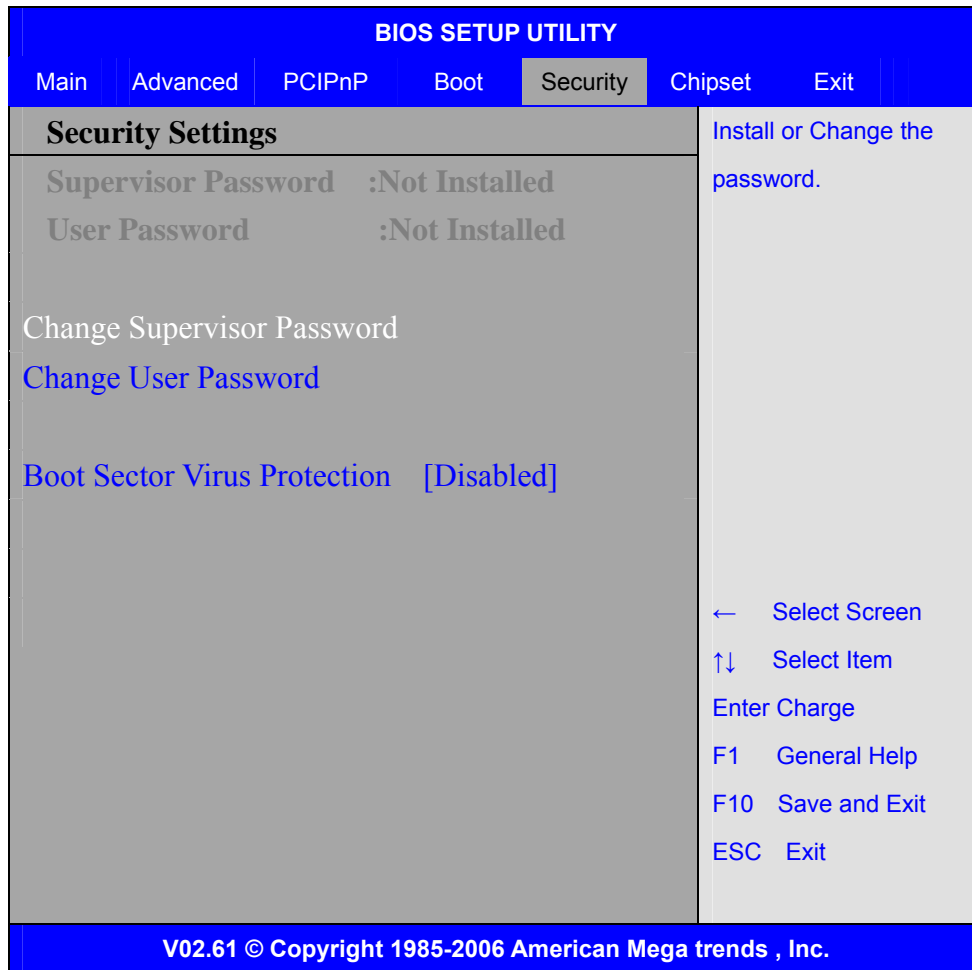 BIOS SETUP UTILITY
Main Advanced PCIPnP Boot Security Chipset Exit
Security Settings
Supervisor Password :Not Installed
User Password :Not Installed
Change Supervisor Password
Change User Password
Boot Sector Virus Protection [Disabled]
Install or Change the
password.
← Select Screen
↑↓ Select Item
Enter Charge
F1 General Help
F10 Save and Exit
ESC Exit
V02.61 © Copyright 1985-2006 American Mega trends , Inc.